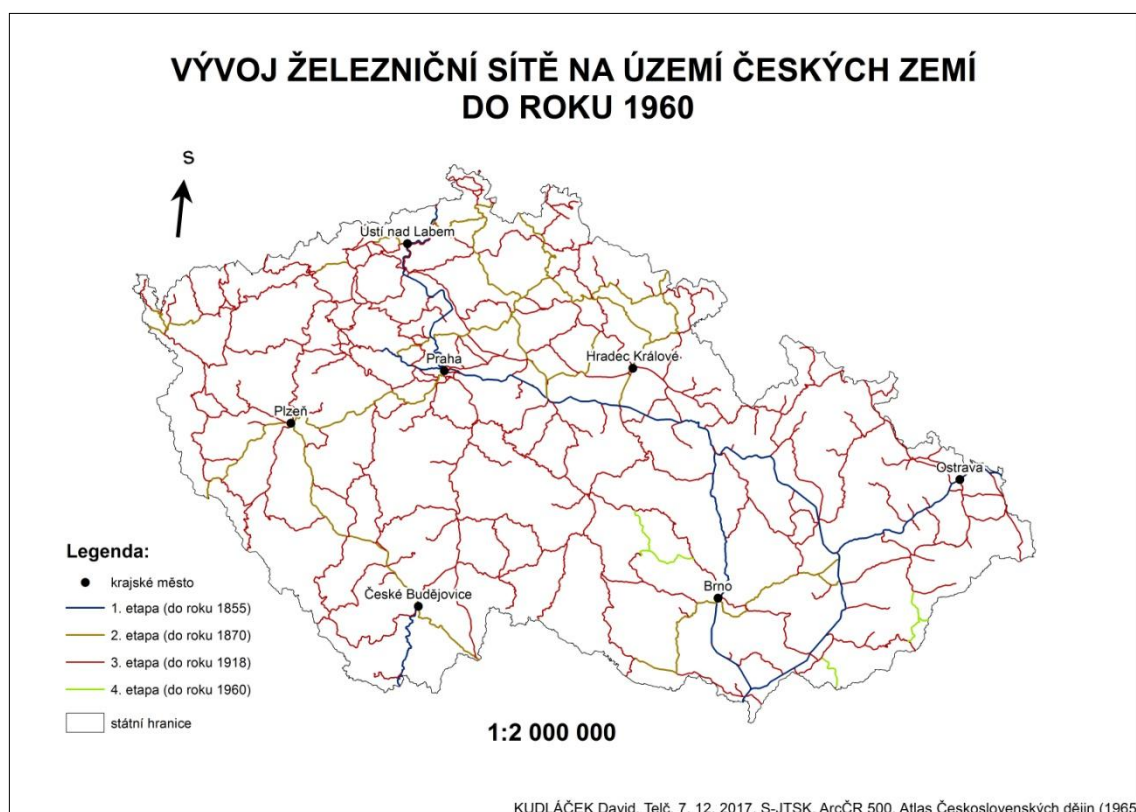 VÝVOJ ŽELEZNIČNÍ SÍTĚ NA ÚZEMÍ ČESKÝCH ZEMÍ
DO ROKU 1960
S
Ústí nad Labem
Praha
Hradec Králové
Plzeň
Ostrava
Brno
České Budějovice
Legenda:
krajské město
1. etapa (do roku 1855)
2. etapa (do roku 1870)
3. etapa (do roku 1918)
4. etapa (do roku 1960)
státní hranice
1:2 000 000
KUDLÁČEK David, Telč, 7. 12. 2017, S-JTSK, ArcČR 500, Atlas Československých dějin (1965